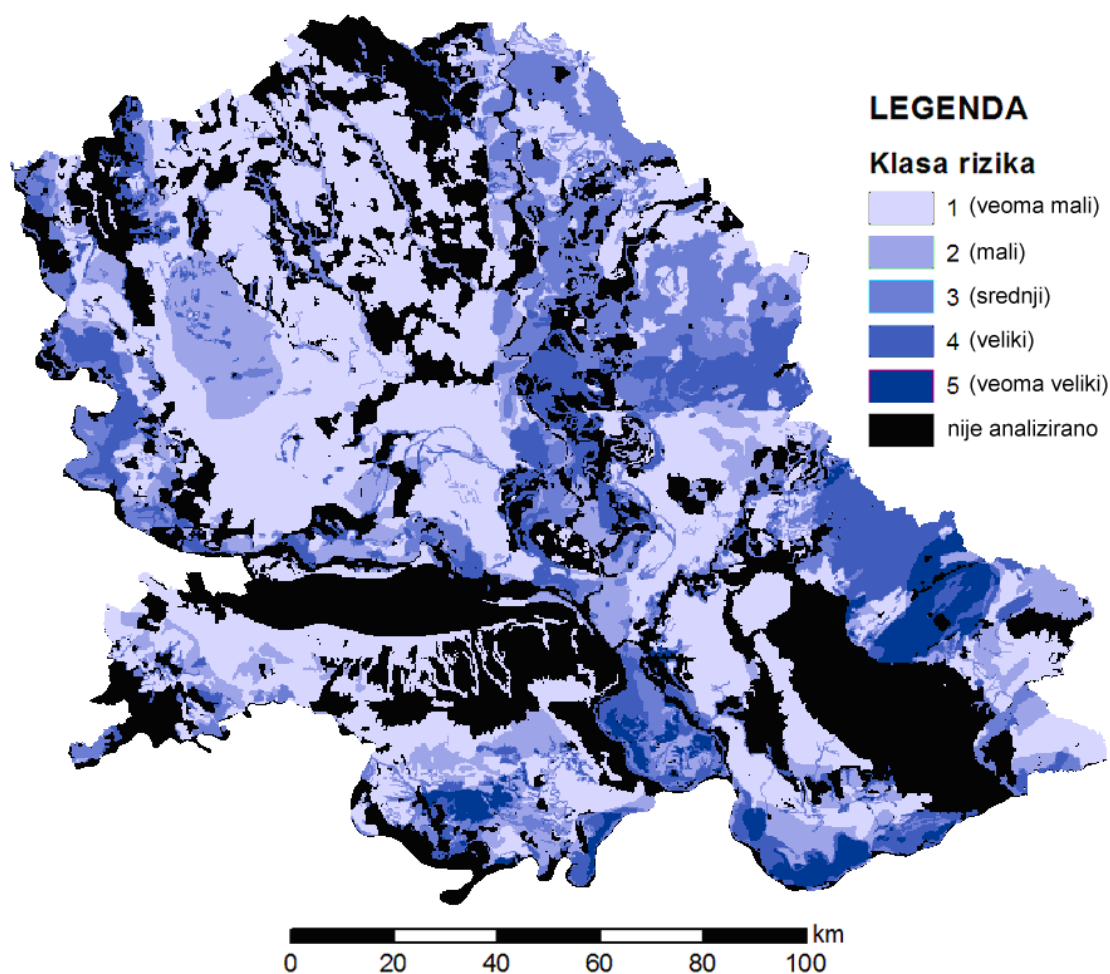 LEGENDA
Klasa rizika
1 (veoma mali)
2 (mali)
3 (srednji)
4 (veliki)
5 (veoma veliki)
nije analizirano
km
0 20 40 60 80 100